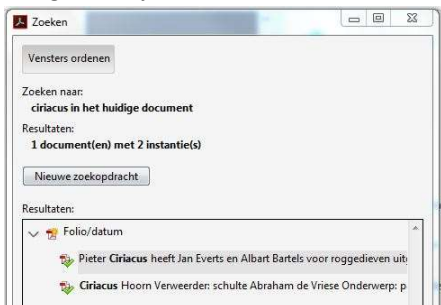 Zoeken
Vensters ordenen
Zoeken naar:
ciriacus in het huidige document
Resultaten:
1 document(en) met 2 instantie(s)
Nieuwe zoekopdracht
Resultaten:
Folio/datum
Pieter Ciriacus heeft Jan Everts en Albart Bartels voor roggedieven uit
Ciriacus Hoorn Verweerder: schulte Abraham de Vriese Onderwerp: p